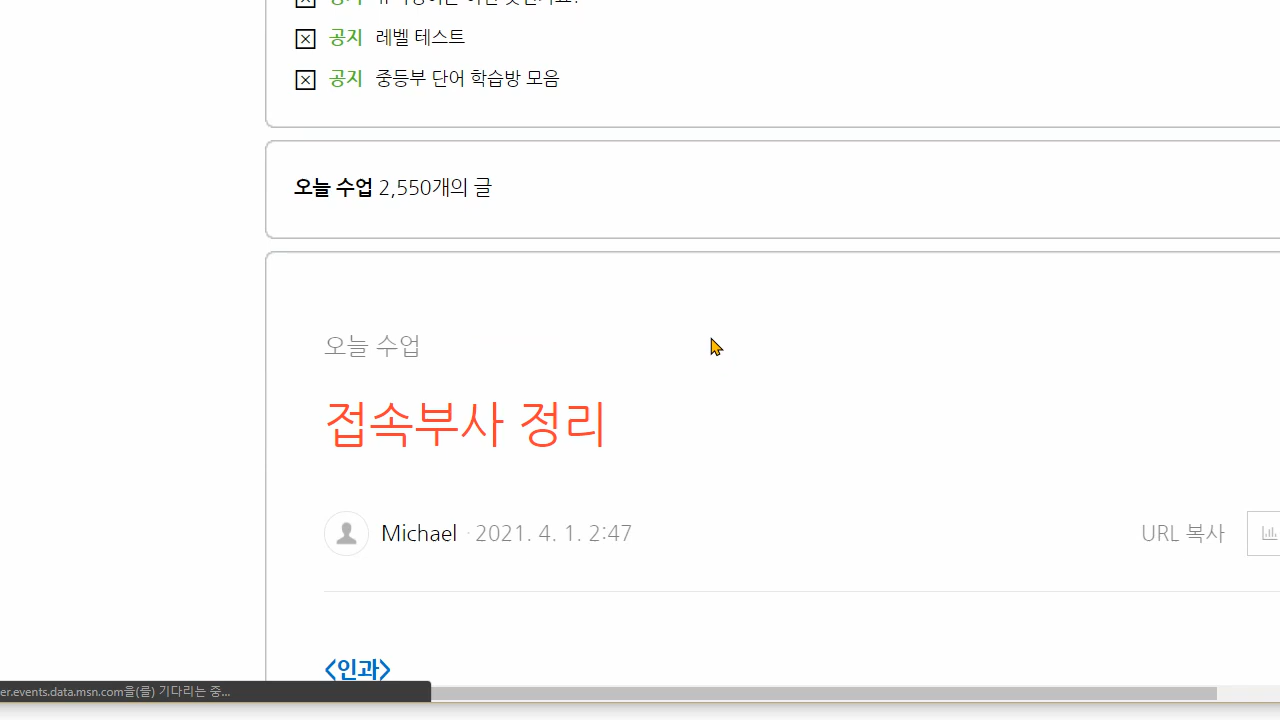 공지 레벨 테스트
공지 중등부 단어 학습방 모음
오늘 수업 2,550개의 글
오늘 수업
접속부사 정리
Michael · 2021. 4. 1. 2:47
URL 복사
<인과>
er.events.data.msn.com을(를) 기다리는 중...